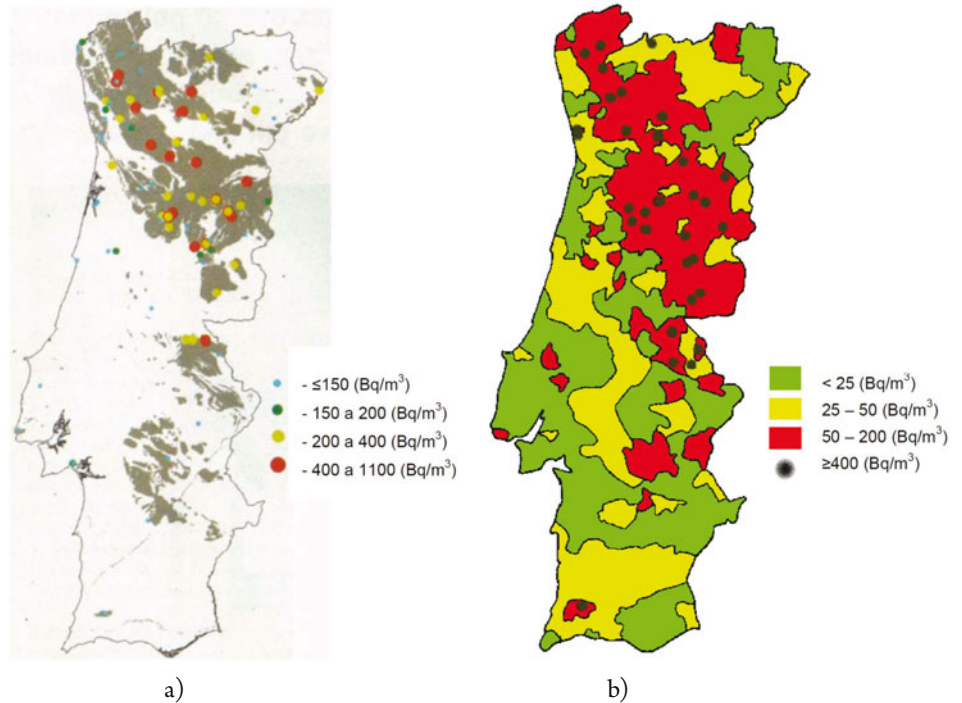 - ≤150 (Bq/m³)
- 150 a 200 (Bq/m³)
- 200 a 400 (Bq/m³)
- 400 a 1100 (Bq/m³)
< 25 (Bq/m³)
25 – 50 (Bq/m³)
50 – 200 (Bq/m³)
≥400 (Bq/m³)
a)
b)